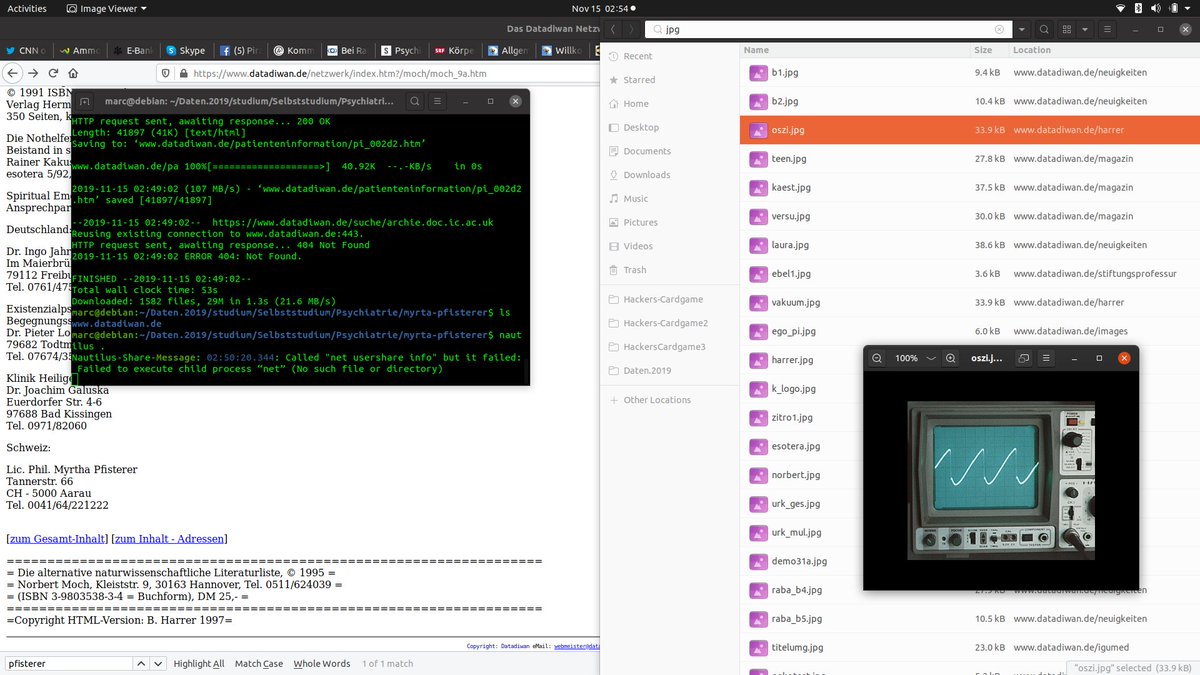 Activities
Image Viewer
Nov 15 02:54
Das Datadiwan Netzw
CNN o
Ammo
E-Bank
Skype
(5) Pir
Komm
Bei Ra
Psychi
SRF Körpe
Allgem
Willko
https://www.datadiwan.de/netzwerk/index.htm?/moch/moch_9a.htm
© 1991 ISBN
Verlag Herm
350 Seiten, k
Die Nothelfer
Beistand in s
Rainer Kakus
esotera 5/92,
Spiritual Em
Ansprechpar
Deutschland:
Dr. Ingo Jahr
Im Maierbrü
79112 Freibu
Tel. 0761/47
Existenzialps
Begegnungss
Dr. Pieter Lo
79682 Todtm
Tel. 07674/35
Klinik Heilige
Dr. Joachim Galuska
Euerdorfer Str. 4-6
97688 Bad Kissingen
Tel. 0971/82060
Schweiz:
Lic. Phil. Myrtha Pfisterer
Tannerstr. 66
CH - 5000 Aarau
Tel. 0041/64/221222
[zum Gesamt-Inhalt] [zum Inhalt - Adressen]
= Die alternative naturwissenschaftliche Literaturliste, © 1995 =
= Norbert Moch, Kleiststr. 9, 30163 Hannover, Tel. 0511/624039 =
= (ISBN 3-9803538-3-4 = Buchform), DM 25,- =
=Copyright HTML-Version: B. Harrer 1997=
Copyright: Datadiwan eMail: webmeister@dat
pfisterer
Highlight All
Match Case
Whole Words
1 of 1 match
marc@debian: ~/Daten.2019/studium/Selbststudium/Psychiatri...
HTTP request sent, awaiting response... 200 OK
Length: 41897 (41K) [text/html]
Saving to: ‘www.datadiwan.de/patienteninformation/pi_002d2.htm’
www.datadiwan.de/pa 100%[===================>]  40.92K  --.-KB/s    in 0s
2019-11-15 02:49:02 (107 MB/s) - ‘www.datadiwan.de/patienteninformation/pi_002d2
.htm’ saved [41897/41897]
--2019-11-15 02:49:02--  https://www.datadiwan.de/suche/archie.doc.ic.ac.uk
Reusing existing connection to www.datadiwan.de:443.
HTTP request sent, awaiting response... 404 Not Found
2019-11-15 02:49:02 ERROR 404: Not Found.
FINISHED --2019-11-15 02:49:02--
Total wall clock time: 53s
Downloaded: 1582 files, 29M in 1.3s (21.6 MB/s)
marc@debian:~/Daten.2019/studium/Selbststudium/Psychiatrie/myrta-pfisterer$ ls
www.datadiwan.de
marc@debian:~/Daten.2019/studium/Selbststudium/Psychiatrie/myrta-pfisterer$ naut
ilus .
Nautilus-Share-Message: 02:50:20.344: Called "net usershare info" but it failed:
Failed to execute child process “net” (No such file or directory)
jpg
Recent
Starred
Home
Desktop
Documents
Downloads
Music
Pictures
Videos
Trash
Hackers-Cardgame
Hackers-Cardgame2
HackersCardgame3
Daten.2019
Other Locations
Name Size Location
b1.jpg 9.4 kB www.datadiwan.de/neuigkeiten
b2.jpg 10.4 kB www.datadiwan.de/neuigkeiten
oszi.jpg 33.9 kB www.datadiwan.de/harrer
teen.jpg 27.8 kB www.datadiwan.de/magazin
kaest.jpg 37.5 kB www.datadiwan.de/magazin
versu.jpg 30.0 kB www.datadiwan.de/magazin
laura.jpg 38.6 kB www.datadiwan.de/neuigkeiten
ebel1.jpg 3.6 kB www.datadiwan.de/stiftungsprofessur
vakuum.jpg 33.9 kB www.datadiwan.de/harrer
ego_pi.jpg 6.0 kB www.datadiwan.de/images
harrer.jpg
k_logo.jpg
zitro1.jpg
esotera.jpg
norbert.jpg
urk_ges.jpg
urk_mul.jpg
demo31a.jpg
raba_b4.jpg 27.9 kB www.datadiwan.de/neuigkeiten
raba_b5.jpg 10.5 kB www.datadiwan.de/neuigkeiten
titelumg.jpg 23.0 kB www.datadiwan.de/igumed
100%
oszi.j...
"oszi.jpg" selected (33.9 kB)